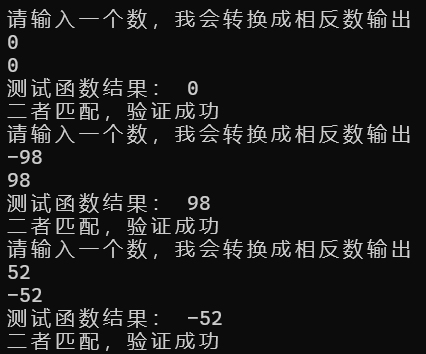 请输入一个数，我会转换成相反数输出
0
0
测试函数结果： 0
二者匹配，验证成功
请输入一个数，我会转换成相反数输出
-98
98
测试函数结果： 98
二者匹配，验证成功
请输入一个数，我会转换成相反数输出
52
-52
测试函数结果： -52
二者匹配，验证成功